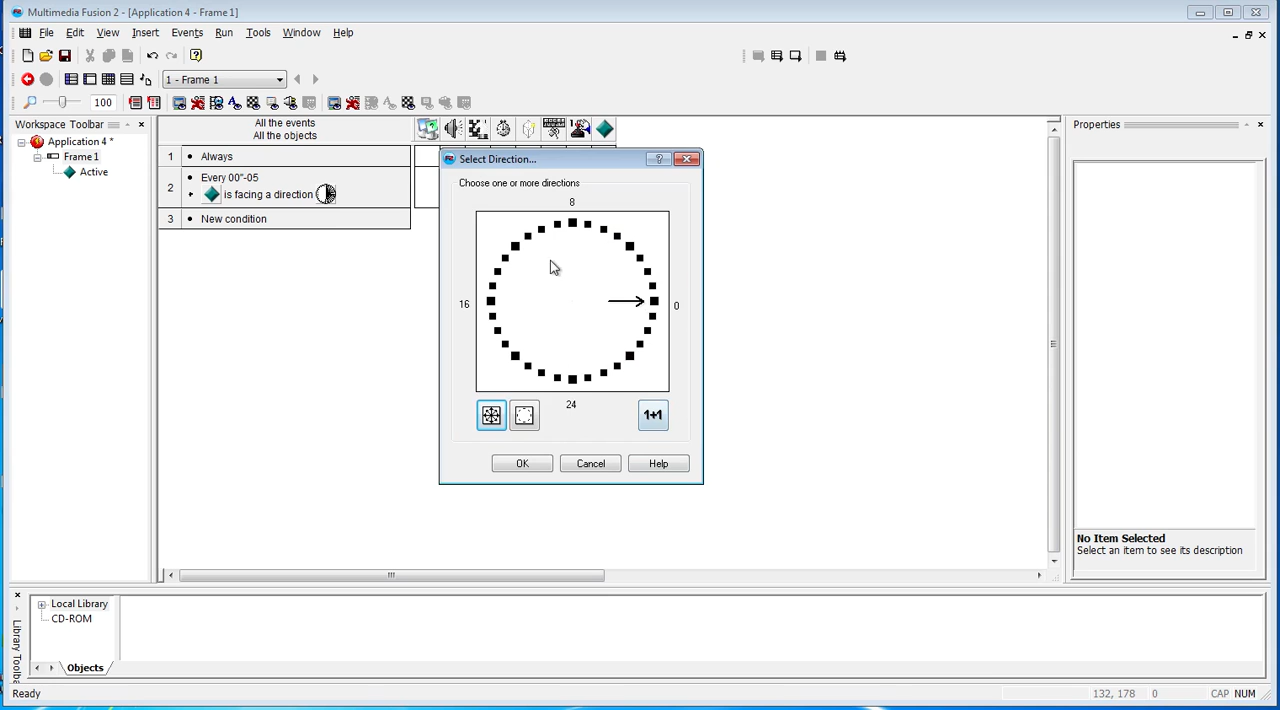 Multimedia Fusion 2 - [Application 4 - Frame1]
File Edit View Insert Events Run Tools Window Help
1 - Frame 1
100
Workspace Toolbar
Application 4 *
Frame 1
Active
All the events
All the objects
1 Always
2 Every 00"-05
is facing a direction
3 New condition
Select Direction...
Choose one or more directions
8
16
0
24
1+1
OK Cancel Help
Properties
No Item Selected
Select an item to see its description
Local Library
CD-ROM
Library Toolba
Objects
Ready
132, 178 0 CAP NUM